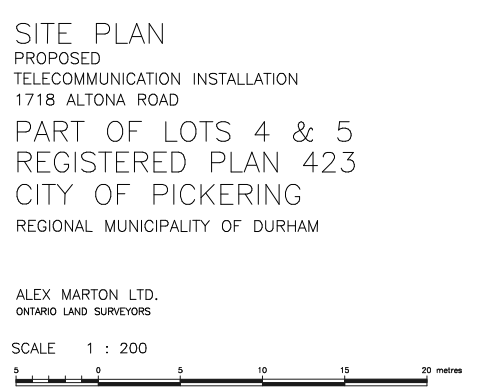 SITE PLAN
PROPOSED
TELECOMMUNICATION INSTALLATION
1718 ALTONA ROAD
PART OF LOTS 4 & 5
REGISTERED PLAN 423
CITY OF PICKERING
REGIONAL MUNICIPALITY OF DURHAM
ALEX MARTON LTD.
ONTARIO LAND SURVEYORS
SCALE 1 : 200
5 0 5 10 15 20 metres